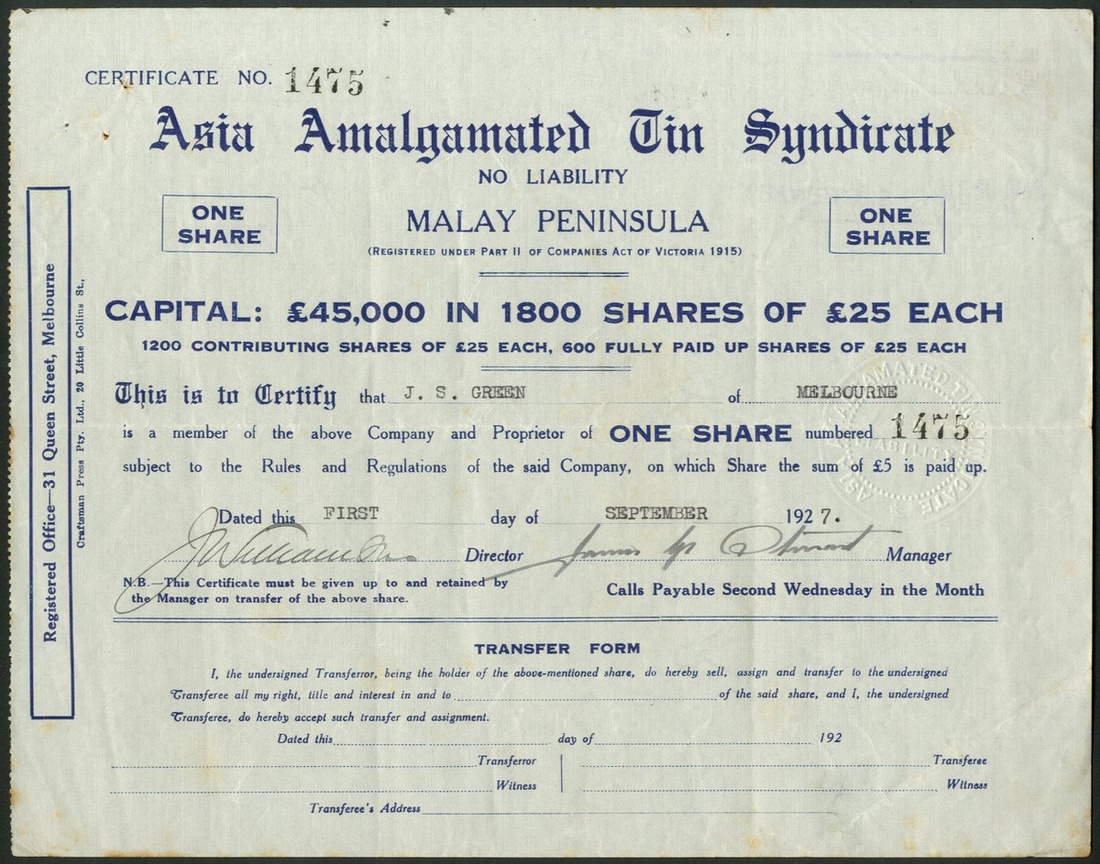 CERTIFICATE NO. 1475
Asia Amalgamated Tin Syndicate
NO LIABILITY
ONE SHARE
MALAY PENINSULA
ONE SHARE
(REGISTERED UNDER PART II OF COMPANIES ACT OF VICTORIA 1915)
CAPITAL: £45,000 IN 1800 SHARES OF £25 EACH
1200 CONTRIBUTING SHARES OF £25 EACH, 600 FULLY PAID UP SHARES OF £25 EACH
This is to Certify that J. S. GREEN of MELBOURNE
is a member of the above Company and Proprietor of ONE SHARE numbered 1475
subject to the Rules and Regulations of the said Company, on which Share the sum of £5 is paid up.
Dated this FIRST day of SEPTEMBER 1927.
Director Manager
N.B.—This Certificate must be given up to and retained by
the Manager on transfer of the above share.
Calls Payable Second Wednesday in the Month
TRANSFER FORM
I, the undersigned Transferror, being the holder of the above-mentioned share, do hereby sell, assign and transfer to the undersigned
Transferee all my right, title and interest in and to of the said share, and I, the undersigned
Transferee, do hereby accept such transfer and assignment.
Dated this day of 192
Transferror Transferee
Witness Witness
Transferee's Address
Registered Office—31 Queen Street, Melbourne
Craftsman Press Pty. Ltd., 20 Little Collins St.,